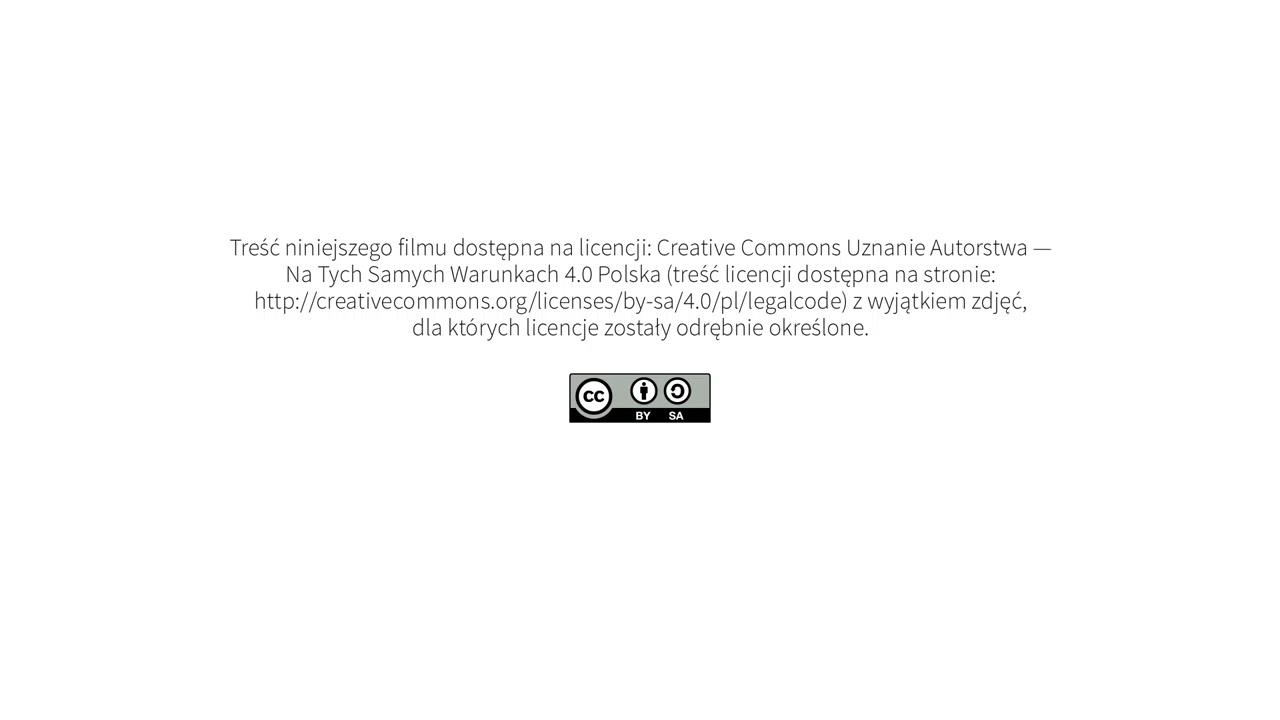 Treść niniejszego filmu dostępna na licencji: Creative Commons Uznanie Autorstwa —
Na Tych Samych Warunkach 4.0 Polska (treść licencji dostępna na stronie:
http://creativecommons.org/licenses/by-sa/4.0/pl/legalcode) z wyjątkiem zdjęć,
dla których licencje zostały odrębnie określone.
cc
BY SA